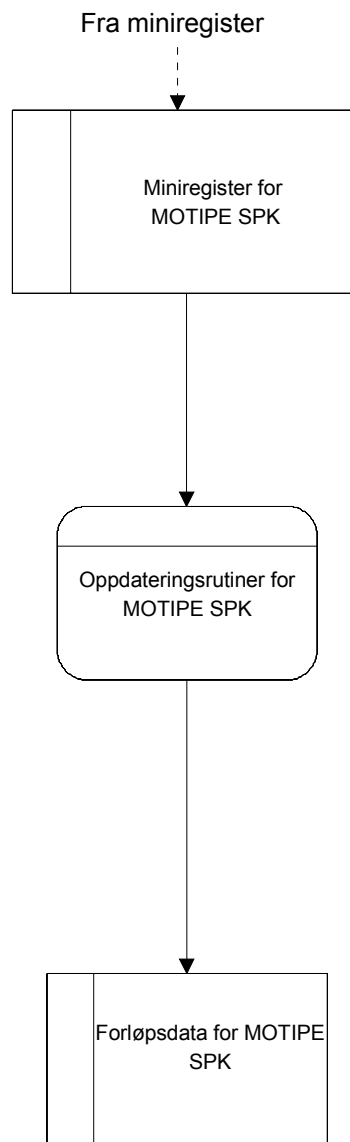 Fra miniregister
Miniregister for
MOTIPE SPK
Oppdateringsrutiner for
MOTIPE SPK
Forløpsdata for MOTIPE
SPK